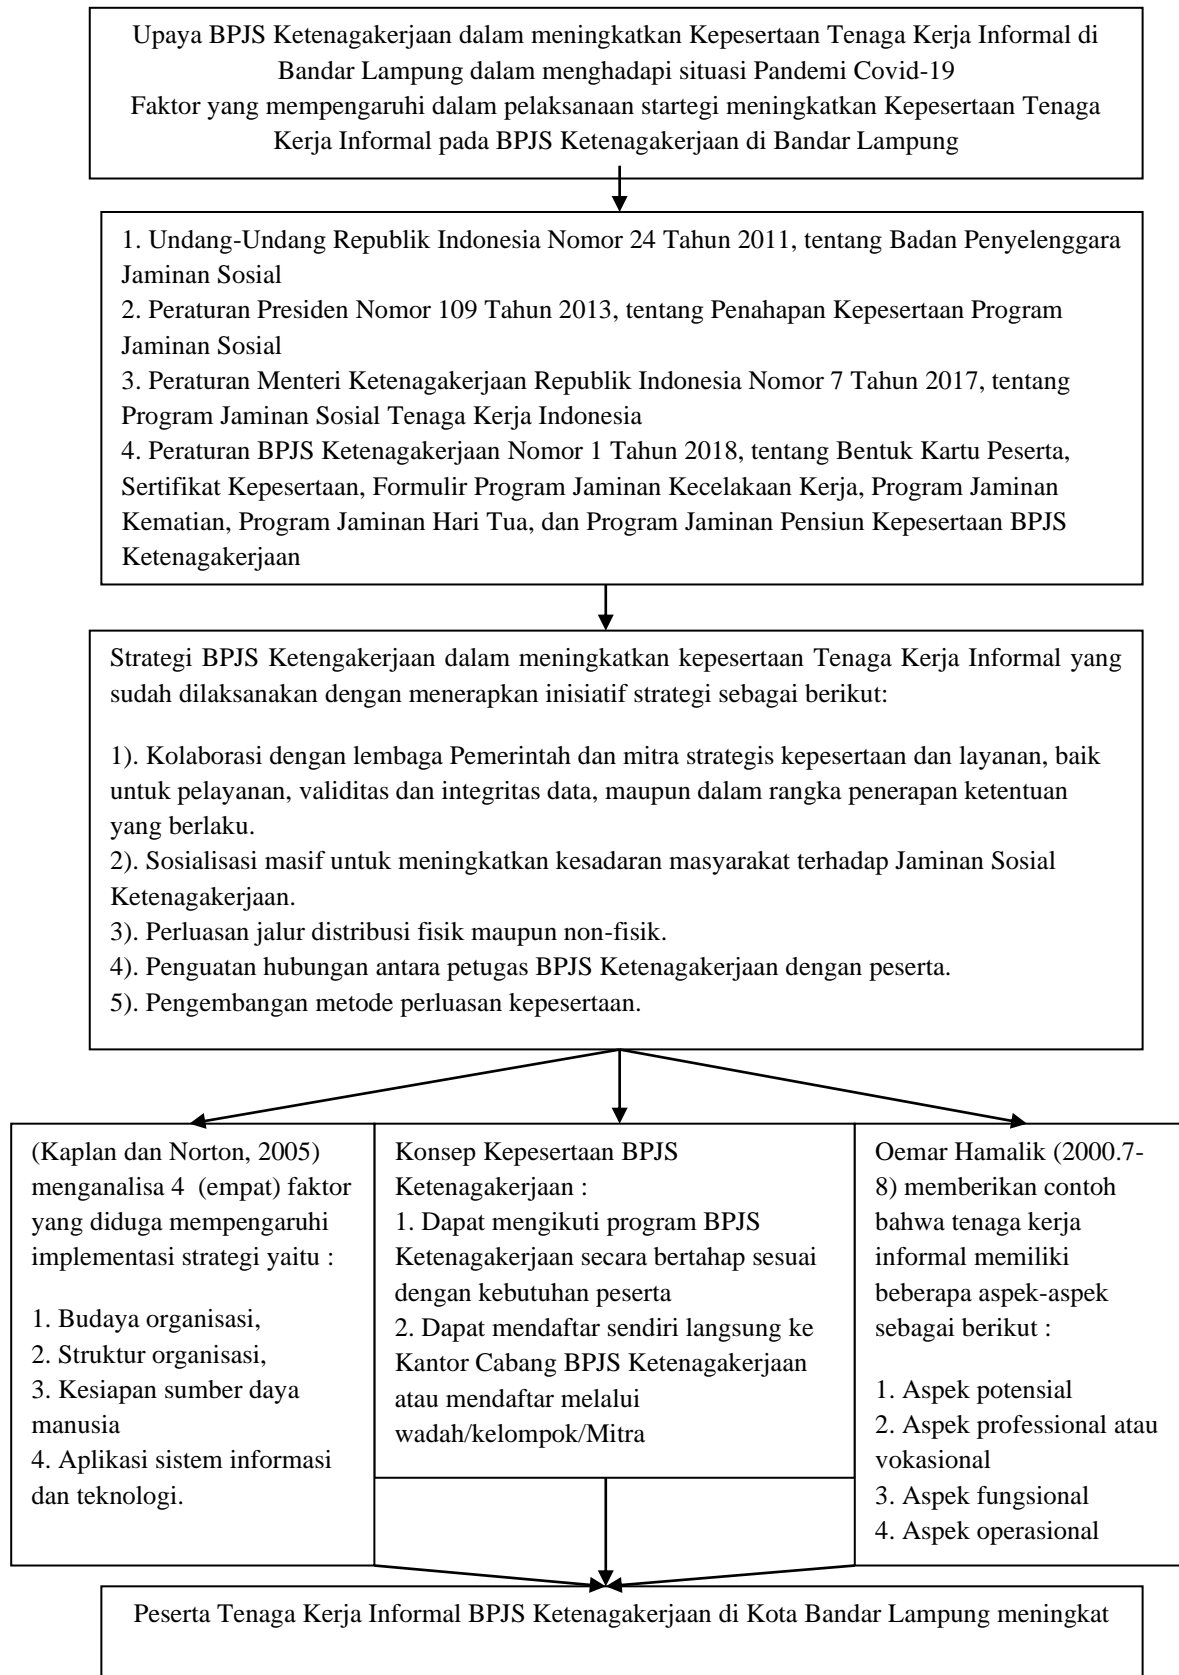 Upaya BPJS Ketenagakerjaan dalam meningkatkan Kepesertaan Tenaga Kerja Informal di
Bandar Lampung dalam menghadapi situasi Pandemi Covid-19
Faktor yang mempengaruhi dalam pelaksanaan startegi meningkatkan Kepesertaan Tenaga
Kerja Informal pada BPJS Ketenagakerjaan di Bandar Lampung
1. Undang-Undang Republik Indonesia Nomor 24 Tahun 2011, tentang Badan Penyelenggara
Jaminan Sosial
2. Peraturan Presiden Nomor 109 Tahun 2013, tentang Penahapan Kepesertaan Program
Jaminan Sosial
3. Peraturan Menteri Ketenagakerjaan Republik Indonesia Nomor 7 Tahun 2017, tentang
Program Jaminan Sosial Tenaga Kerja Indonesia
4. Peraturan BPJS Ketenagakerjaan Nomor 1 Tahun 2018, tentang Bentuk Kartu Peserta,
Sertifikat Kepesertaan, Formulir Program Jaminan Kecelakaan Kerja, Program Jaminan
Kematian, Program Jaminan Hari Tua, dan Program Jaminan Pensiun Kepesertaan BPJS
Ketenagakerjaan
Strategi BPJS Ketengakerjaan dalam meningkatkan kepesertaan Tenaga Kerja Informal yang
sudah dilaksanakan dengan menerapkan inisiatif strategi sebagai berikut:
1). Kolaborasi dengan lembaga Pemerintah dan mitra strategis kepesertaan dan layanan, baik
untuk pelayanan, validitas dan integritas data, maupun dalam rangka penerapan ketentuan
yang berlaku.
2). Sosialisasi masif untuk meningkatkan kesadaran masyarakat terhadap Jaminan Sosial
Ketenagakerjaan.
3). Perluasan jalur distribusi fisik maupun non-fisik.
4). Penguatan hubungan antara petugas BPJS Ketenagakerjaan dengan peserta.
5). Pengembangan metode perluasan kepesertaan.
(Kaplan dan Norton, 2005)
menganalisa 4 (empat) faktor
yang diduga mempengaruhi
implementasi strategi yaitu :
1. Budaya organisasi,
2. Struktur organisasi,
3. Kesiapan sumber daya
manusia
4. Aplikasi sistem informasi
dan teknologi.
Konsep Kepesertaan BPJS
Ketenagakerjaan :
1. Dapat mengikuti program BPJS
Ketenagakerjaan secara bertahap sesuai
dengan kebutuhan peserta
2. Dapat mendaftar sendiri langsung ke
Kantor Cabang BPJS Ketenagakerjaan
atau mendaftar melalui
wadah/kelompok/Mitra
Oemar Hamalik (2000.7-
8) memberikan contoh
bahwa tenaga kerja
informal memiliki
beberapa aspek-aspek
sebagai berikut :
1. Aspek potensial
2. Aspek professional atau
vokasional
3. Aspek fungsional
4. Aspek operasional
Peserta Tenaga Kerja Informal BPJS Ketenagakerjaan di Kota Bandar Lampung meningkat